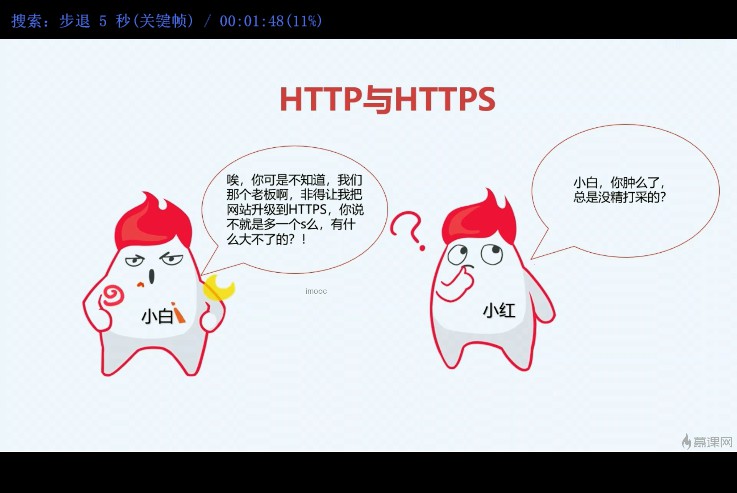 搜索: 步退 5 秒(关键帧) / 00:01:48(11%)
HTTP与HTTPS
唉，你可是不知道，我们
那个老板啊，非得让我把
网站升级到HTTPS，你说
不就是多一个s么，有什
么大不了的？！
小白，你肿么了，
总是没精打采的？
imooc
小白
小红
慕课网